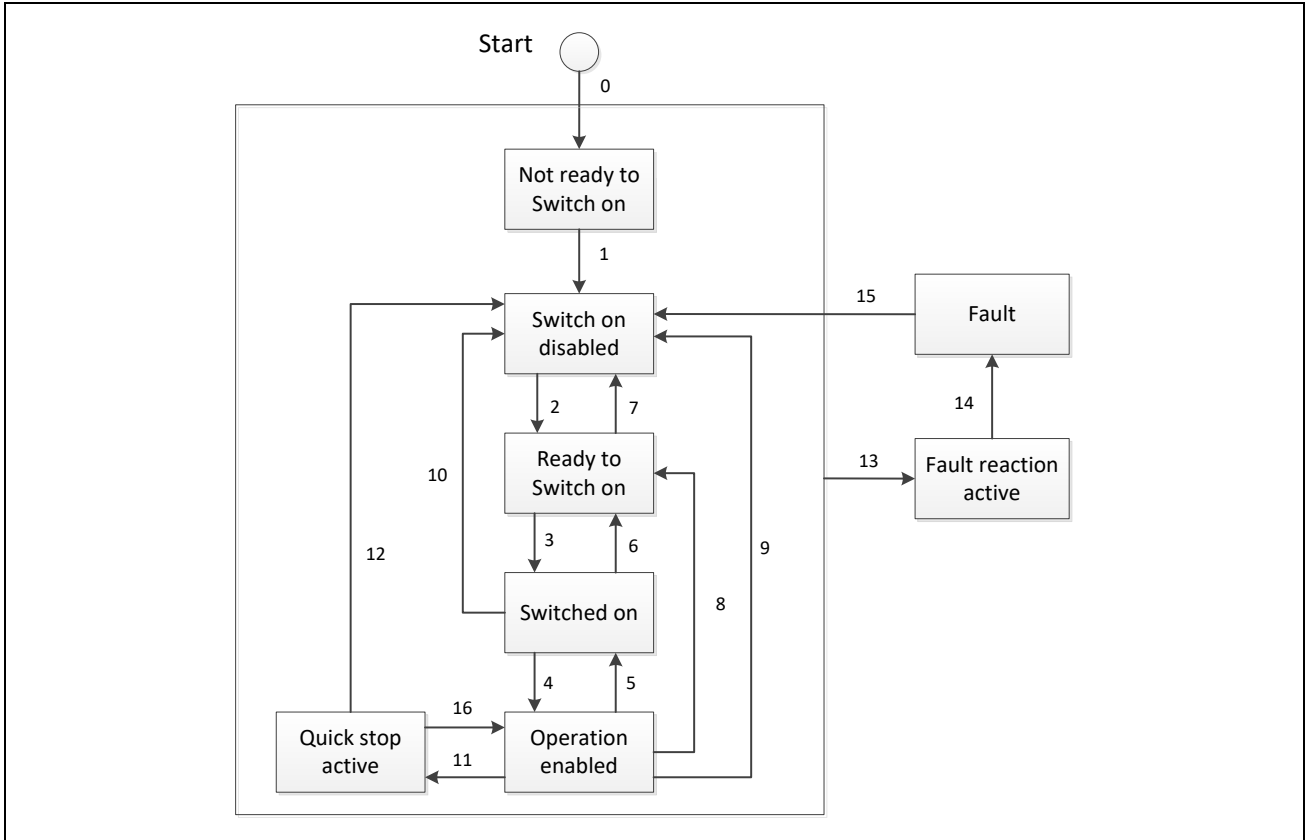 Start
0
Not ready to
Switch on
1
Switch on
disabled
15
Fault
2
7
14
10
Ready to
Switch on
13
Fault reaction
active
3
6
12
9
8
Switched on
4
5
16
Quick stop
active
11
Operation
enabled